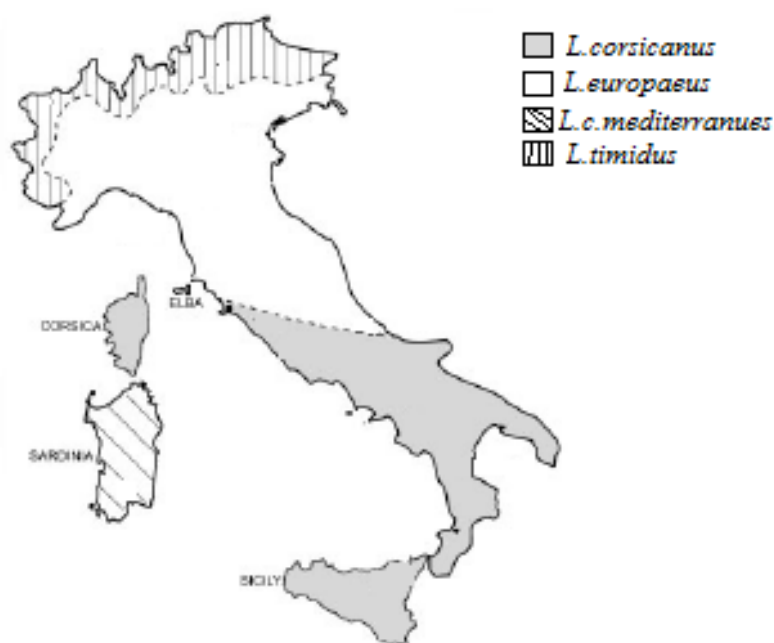 L.corsicanus
L.europaeus
L.c.mediterranues
L.timidus
ELBA
CORSICA
SARDINIA
SICILY